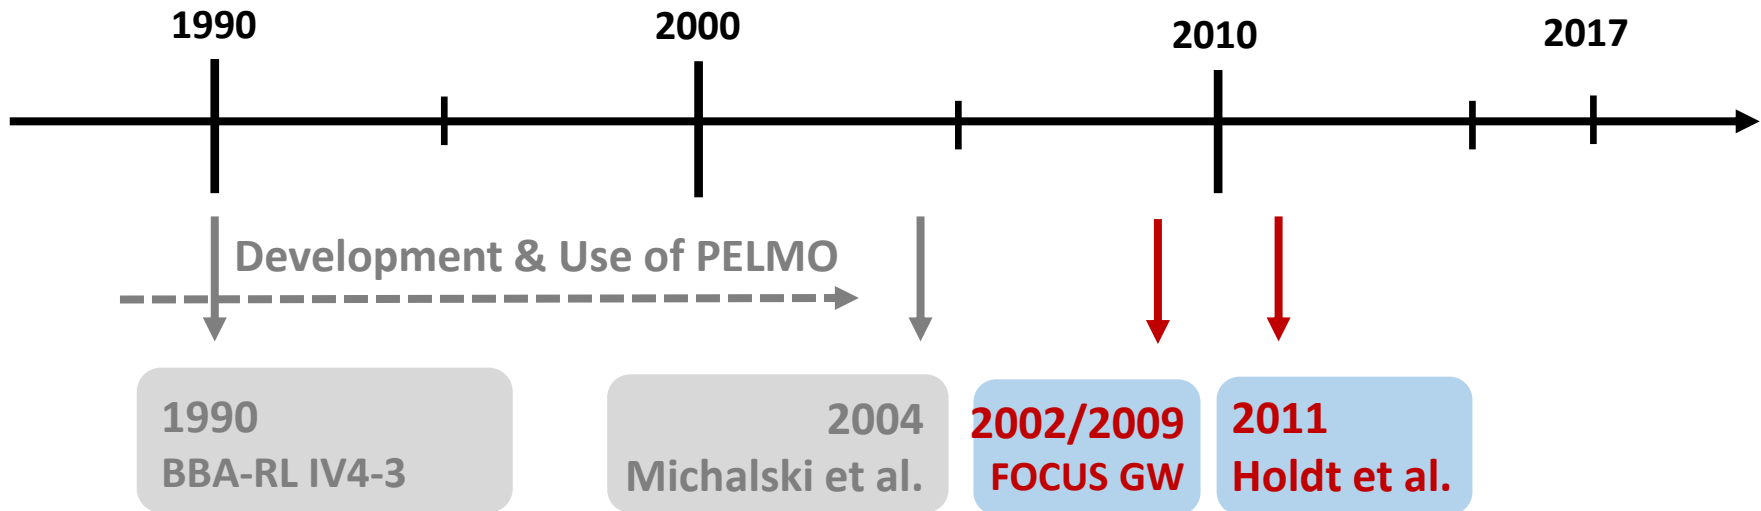 1990
2000
2010
2017
Development & Use of PELMO
1990
BBA-RL IV4-3
2004
Michalski et al.
2002/2009
FOCUS GW
2011
Holdt et al.